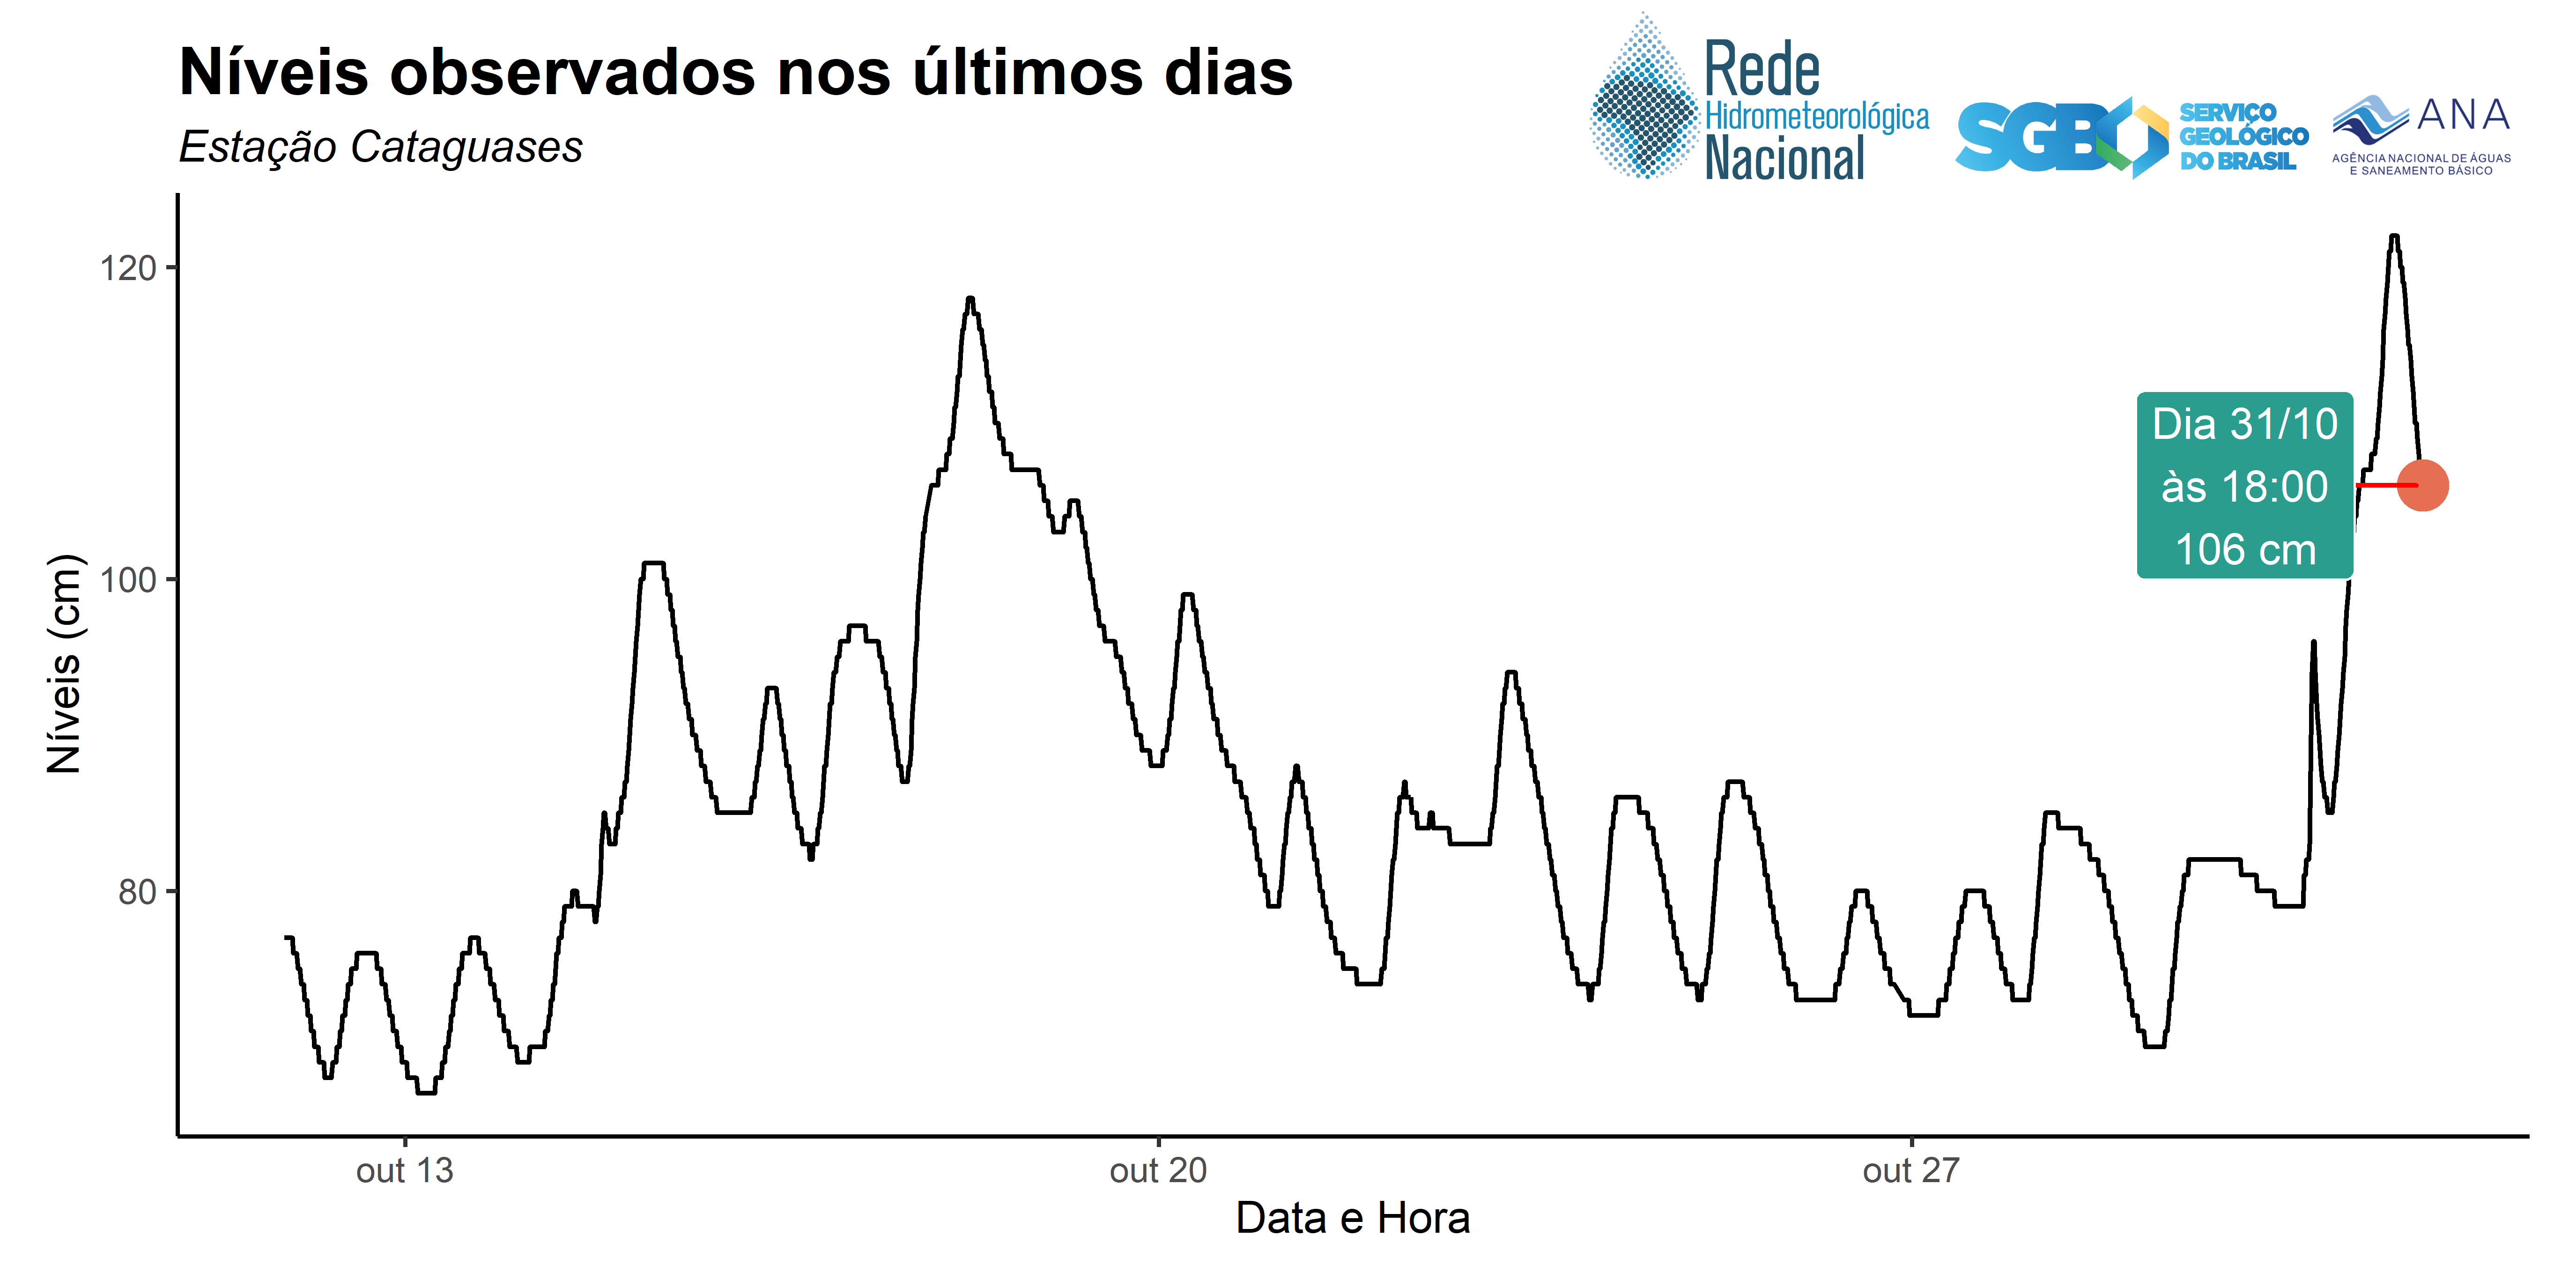 Níveis observados nos últimos dias
Estação Cataguases
Rede
Hidrometeorológica
Nacional
SGB
SERVIÇO
GEOLÓGICO
DO BRASIL
ANA
AGÊNCIA NACIONAL DE ÁGUAS
E SANEAMENTO BÁSICO
Níveis (cm)
120
100
80
Dia 31/10
às 18:00
106 cm
out 13
out 20
out 27
Data e Hora